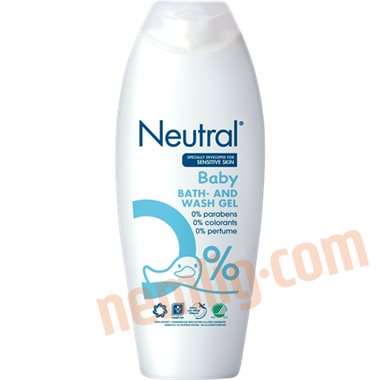 Neutral®
SPECIALLY DEVELOPED FOR
SENSITIVE SKIN
Baby
BATH- AND
WASH GEL
0% parabens
0% colorants
0% perfume
0%
nemlig.com